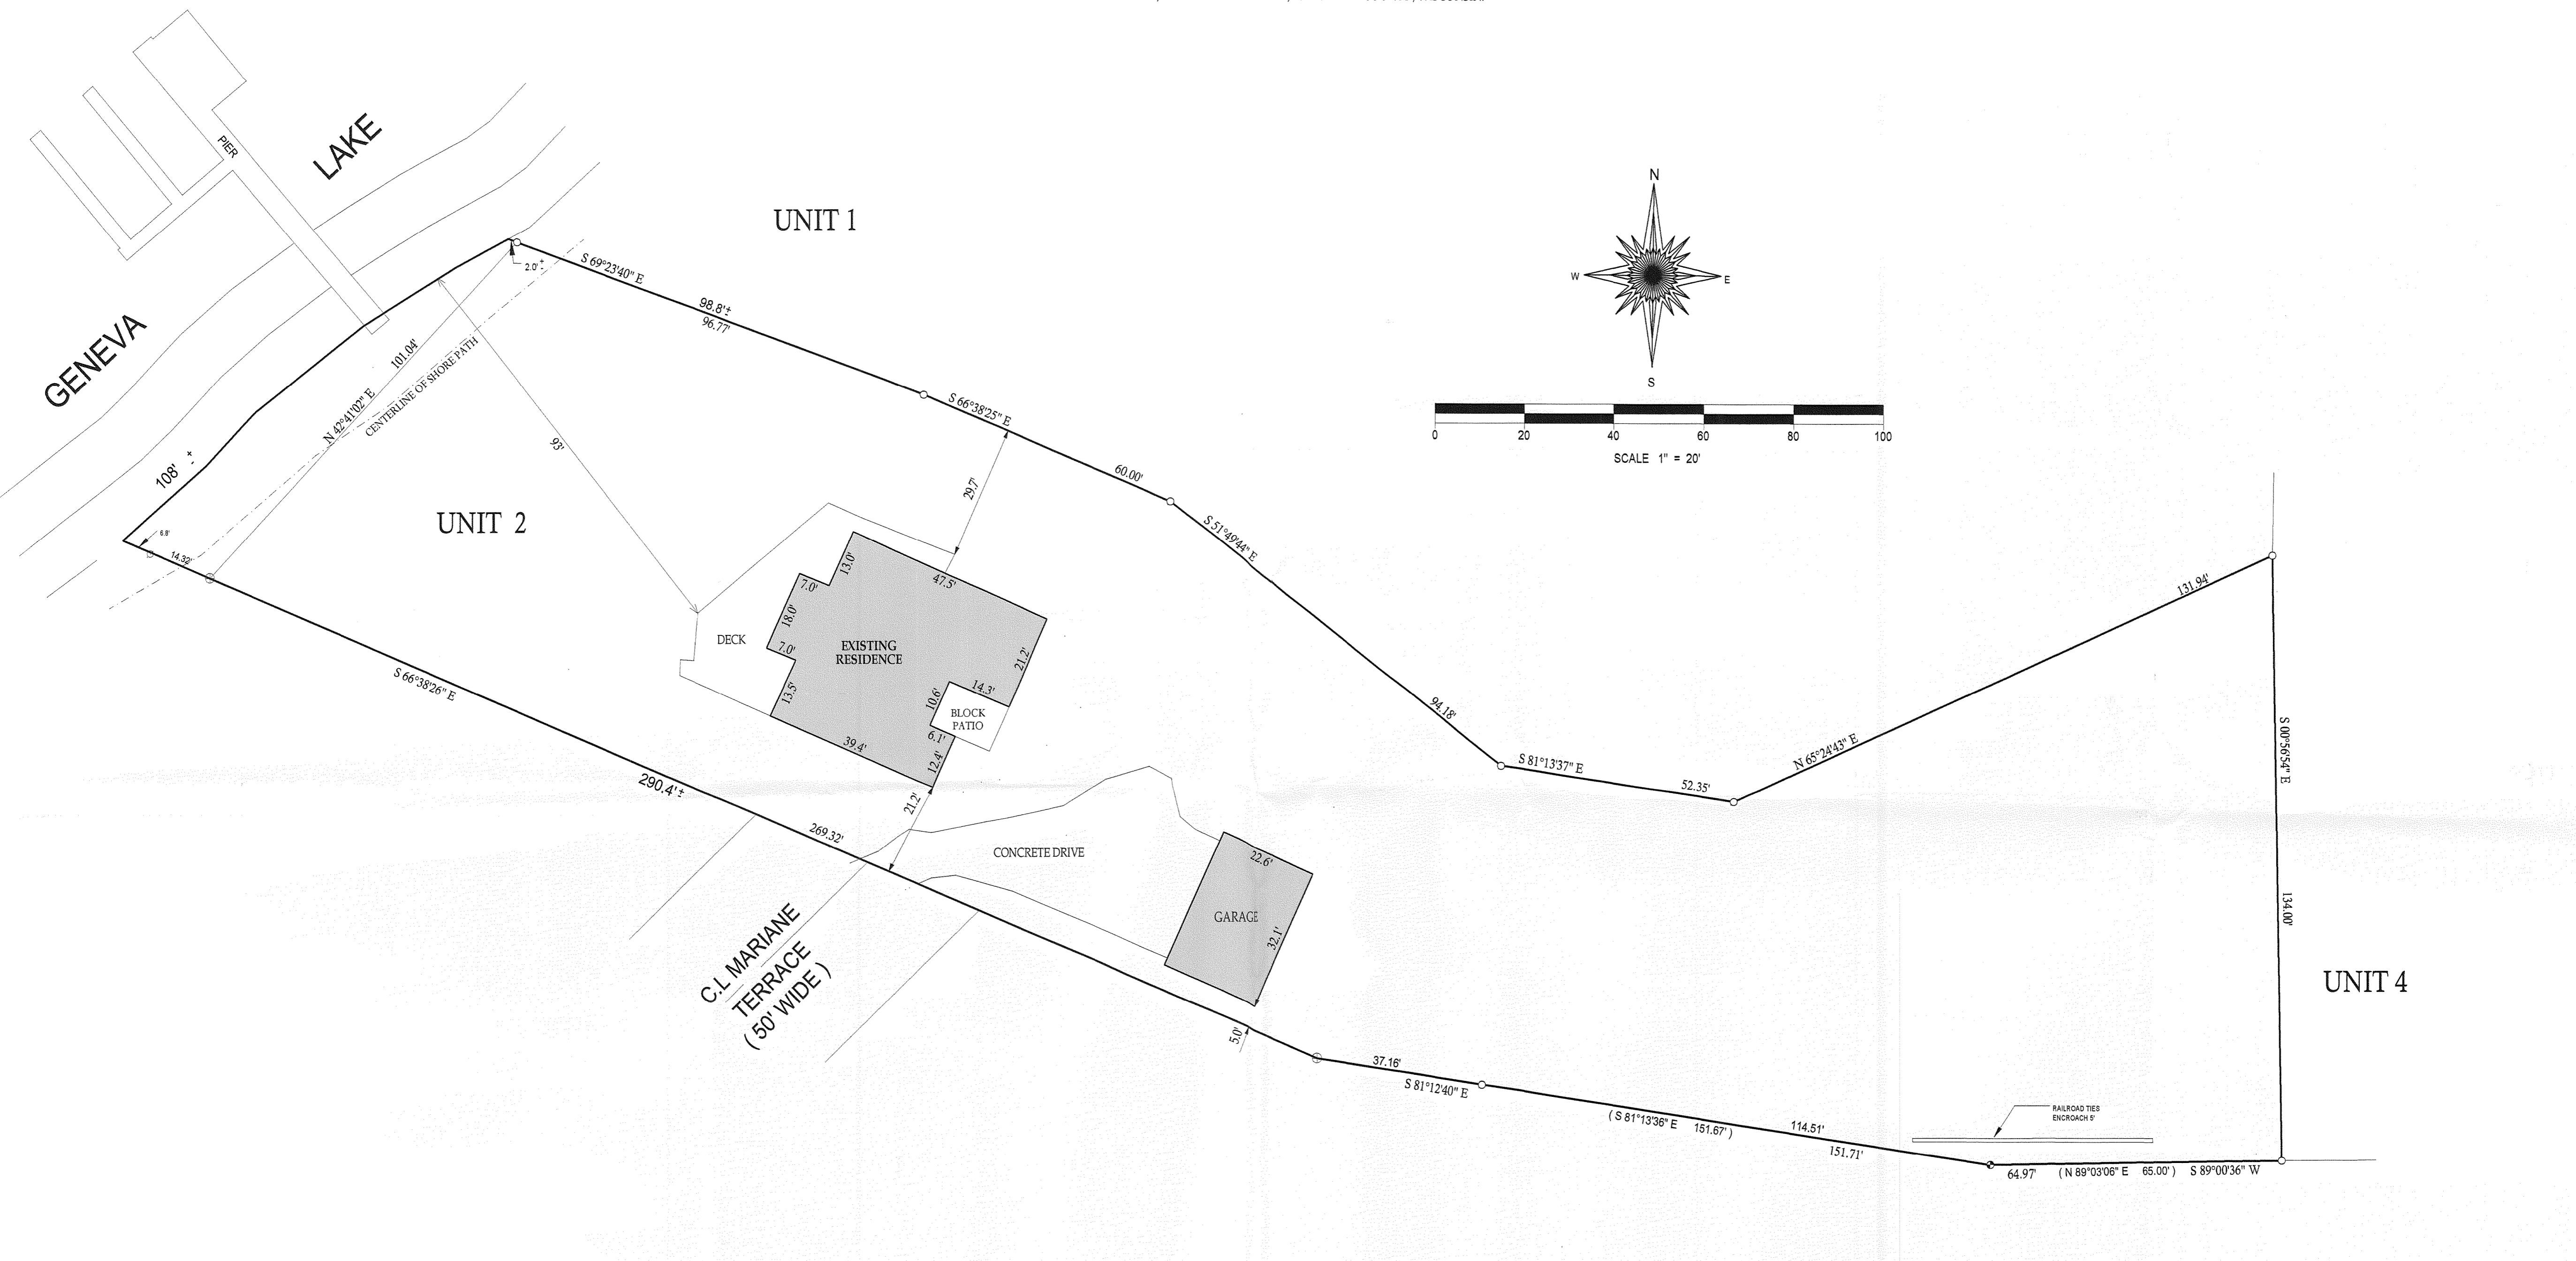 PIER
LAKE
GENEVA
UNIT 1
N
W
E
S
0 20 40 60 80 100
SCALE 1" = 20'
2.0' ±
S 69°23'40" E
98.8'±
96.77'
101.04'
N 42°41'02" E
CENTERLINE OF SHORE PATH
108' ±
6.8'
14.32'
UNIT 2
93'
S 66°38'25" E
60.00'
29.7'
S 51°49'44" E
94.18'
S 81°13'37" E
52.35'
N 65°24'43" E
131.94'
S 00°56'54" E
134.00'
UNIT 4
DECK
EXISTING
RESIDENCE
13.0'
47.5'
7.0'
18.0'
7.0'
13.5'
39.4'
21.2'
14.3'
10.6'
BLOCK
PATIO
6.1'
12.4'
21.2'
S 66°38'26" E
290.4'±
269.32'
CONCRETE DRIVE
C.L MARIANE
TERRACE
( 50' WIDE )
22.6'
GARAGE
32.1'
5.0'
37.16'
S 81°12'40" E
( S 81°13'36" E 151.67' )
114.51'
151.71'
RAILROAD TIES
ENCROACH 5'
64.97' ( N 89°03'06" E 65.00' ) S 89°00'36" W